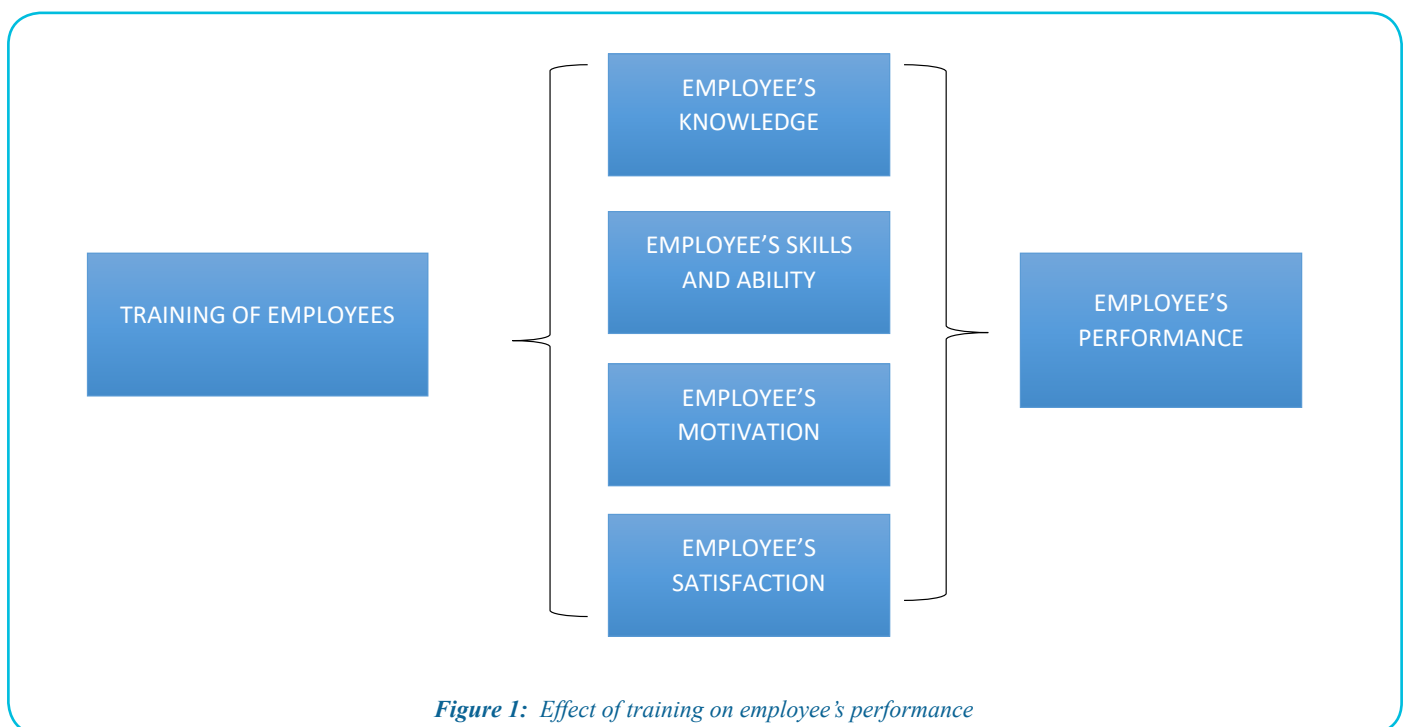 TRAINING OF EMPLOYEES
EMPLOYEE’S
KNOWLEDGE
EMPLOYEE’S SKILLS
AND ABILITY
EMPLOYEE’S
MOTIVATION
EMPLOYEE’S
SATISFACTION
EMPLOYEE’S
PERFORMANCE
Figure 1: Effect of training on employee’s performance